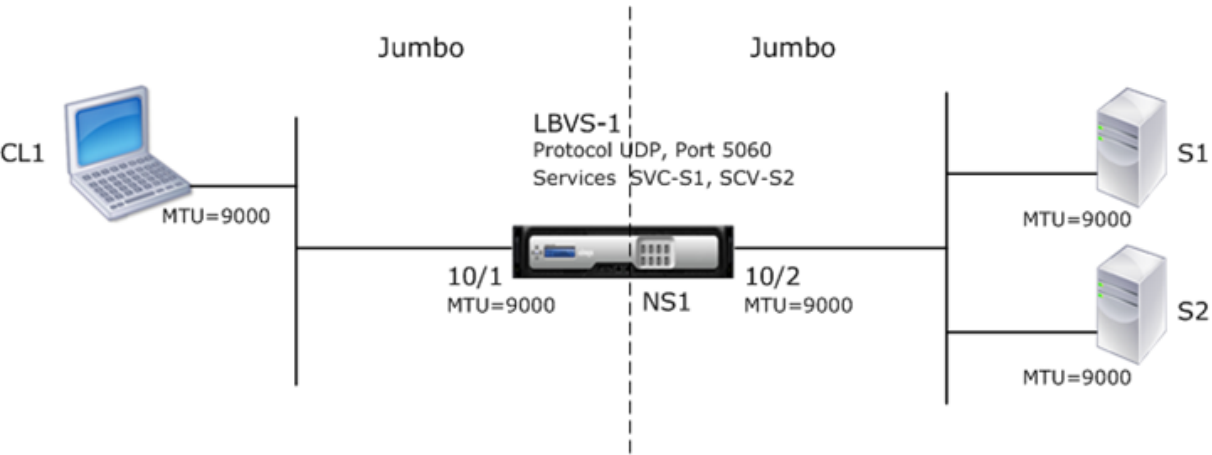 Jumbo
Jumbo
LBVS-1
Protocol UDP, Port 5060
Services SVC-S1, SCV-S2
CL1
MTU=9000
S1
MTU=9000
10/1
MTU=9000
NS1
10/2
MTU=9000
S2
MTU=9000